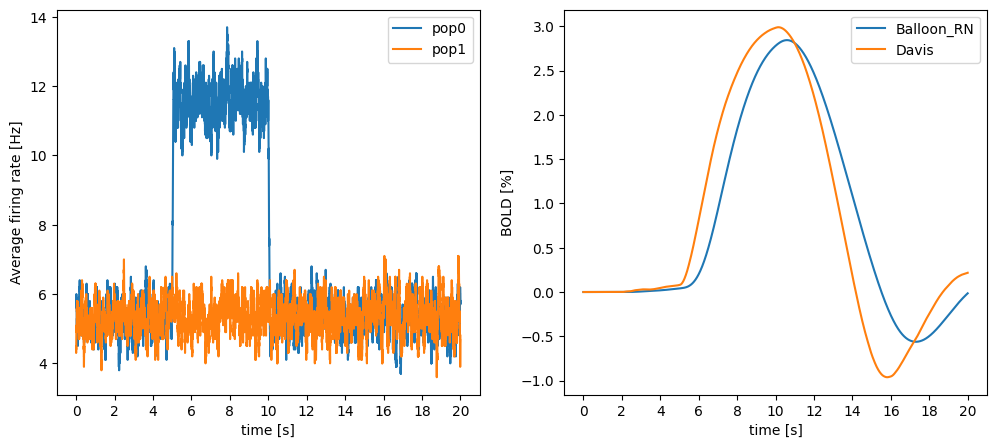 14
12
10
8
6
4
Average firing rate [Hz]
pop0
pop1
0 2 4 6 8 10 12 14 16 18 20
time [s]
3.0
2.5
2.0
1.5
1.0
0.5
0.0
−0.5
−1.0
BOLD [%]
Balloon_RN
Davis
0 2 4 6 8 10 12 14 16 18 20
time [s]